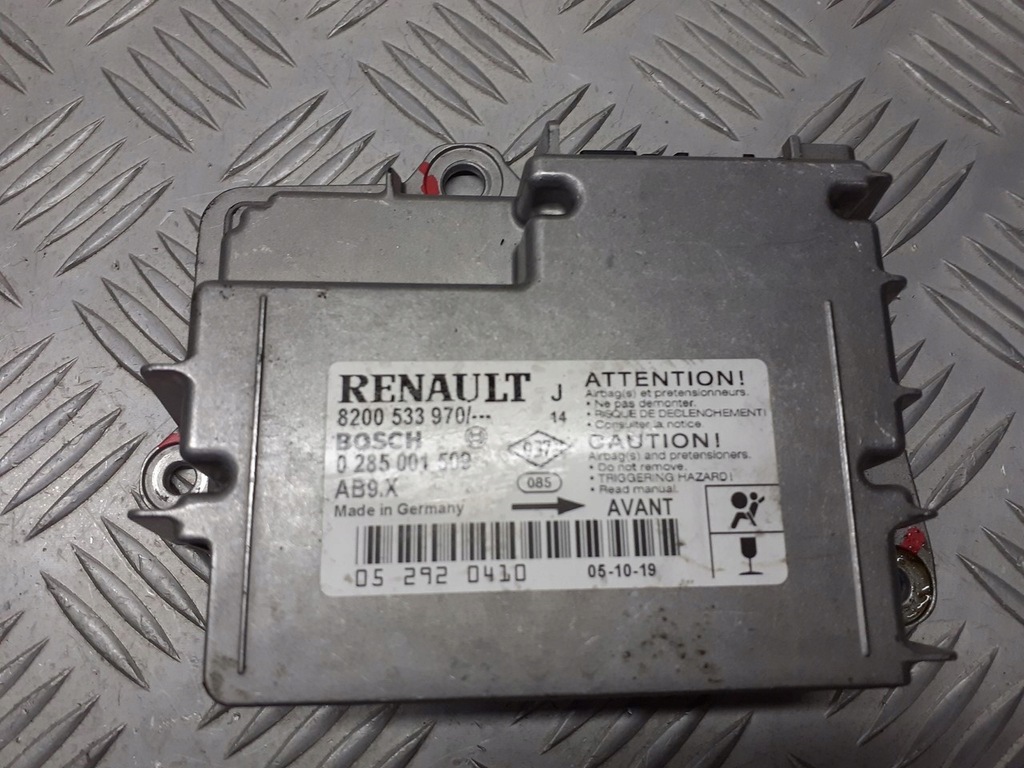 RENAULT J
8200 533 970/--- 14
BOSCH
0 285 001 509
AB9.X 085
Made in Germany
ATTENTION!
Airbag(s) et pretensionneurs.
• Ne pas demonter.
• RISQUE DE DECLENCHEMENT!
• Consulter la notice.
CAUTION!
Airbag(s) and pretensioners.
• Do not remove.
• TRIGGERING HAZARD!
• Read manual.
AVANT
05 292 0410
05-10-19